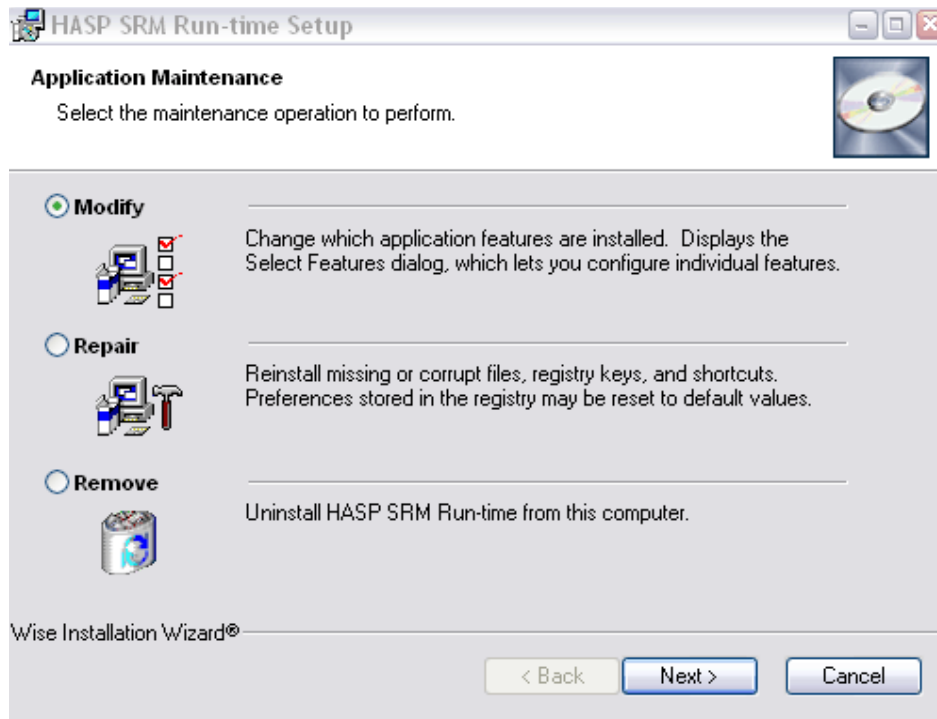 HASP SRM Run-time Setup
Application Maintenance
Select the maintenance operation to perform.
Modify
Change which application features are installed.  Displays the
Select Features dialog, which lets you configure individual features.
Repair
Reinstall missing or corrupt files, registry keys, and shortcuts.
Preferences stored in the registry may be reset to default values.
Remove
Uninstall HASP SRM Run-time from this computer.
Wise Installation Wizard®
< Back
Next >
Cancel